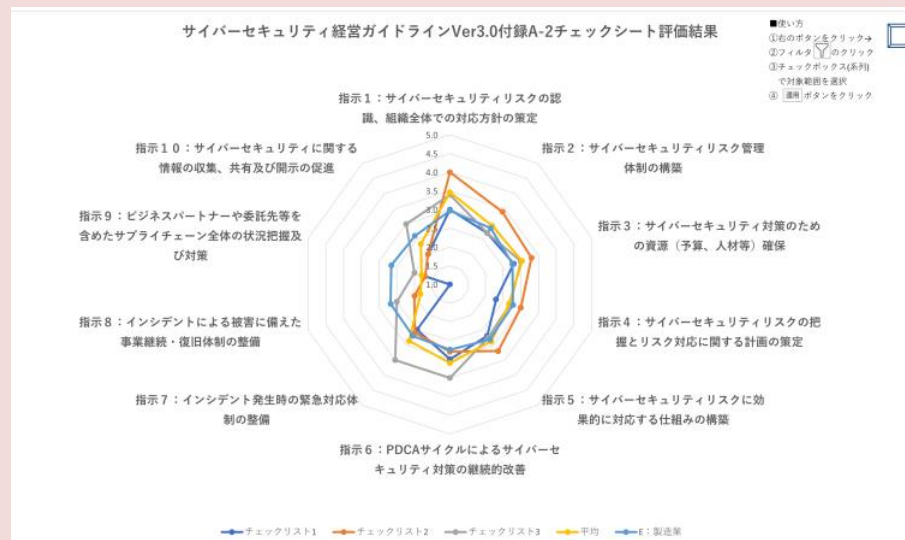 サイバーセキュリティ経営ガイドラインVer3.0付録A-2チェックシート評価結果
■使い方
①右のボタンをクリック→
②フィルタ のクリック
③チェックボックス(系列)
で対象範囲を選択
④ 適用 ボタンをクリック
指示１：サイバーセキュリティリスクの認
識、組織全体での対応方針の策定
指示２：サイバーセキュリティリスク管理
体制の構築
指示３：サイバーセキュリティ対策のため
の資源（予算、人材等）確保
指示４：サイバーセキュリティリスクの把
握とリスク対応に関する計画の策定
指示５：サイバーセキュリティリスクに効
果的に対応する仕組みの構築
指示６：PDCAサイクルによるサイバーセ
キュリティ対策の継続的改善
指示７：インシデント発生時の緊急対応体
制の整備
指示８：インシデントによる被害に備えた
事業継続・復旧体制の整備
指示９：ビジネスパートナーや委託先等を
含めたサプライチェーン全体の状況把握及
び対策
指示１０：サイバーセキュリティに関する
情報の収集、共有及び開示の促進
5.0
4.5
4.0
3.5
3.0
2.5
2.0
1.5
1.0
チェックリスト1 チェックリスト2 チェックリスト3 平均 E：製造業